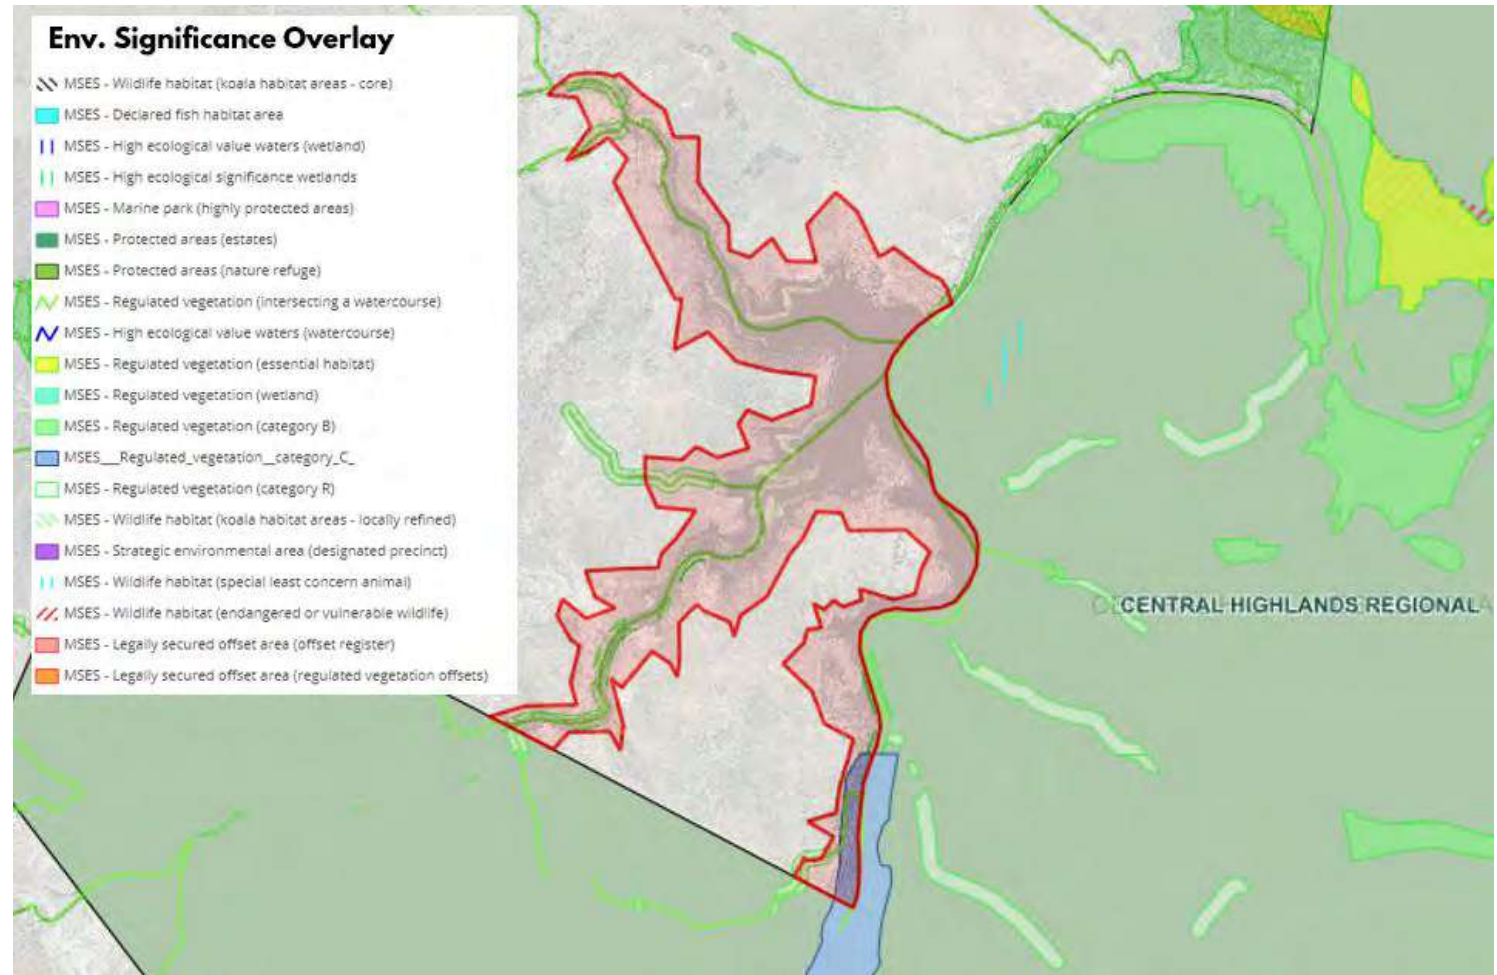 Env. Significance Overlay
MSES - Wildlife habitat (koala habitat areas - core)
MSES - Declared fish habitat area
MSES - High ecological value waters (wetland)
MSES - High ecological significance wetlands
MSES - Marine park (highly protected areas)
MSES - Protected areas (estates)
MSES - Protected areas (nature refuge)
MSES - Regulated vegetation (intersecting a watercourse)
MSES - High ecological value waters (watercourse)
MSES - Regulated vegetation (essential habitat)
MSES - Regulated vegetation (wetland)
MSES - Regulated vegetation (category B)
MSES___Regulated_vegetation__category_C_
MSES - Regulated vegetation (category R)
MSES - Wildlife habitat (koala habitat areas - locally refined)
MSES - Strategic environmental area (designated precinct)
MSES - Wildlife habitat (special least concern animal)
MSES - Wildlife habitat (endangered or vulnerable wildlife)
MSES - Legally secured offset area (offset register)
MSES - Legally secured offset area (regulated vegetation offsets)
CENTRAL HIGHLANDS REGIONAL